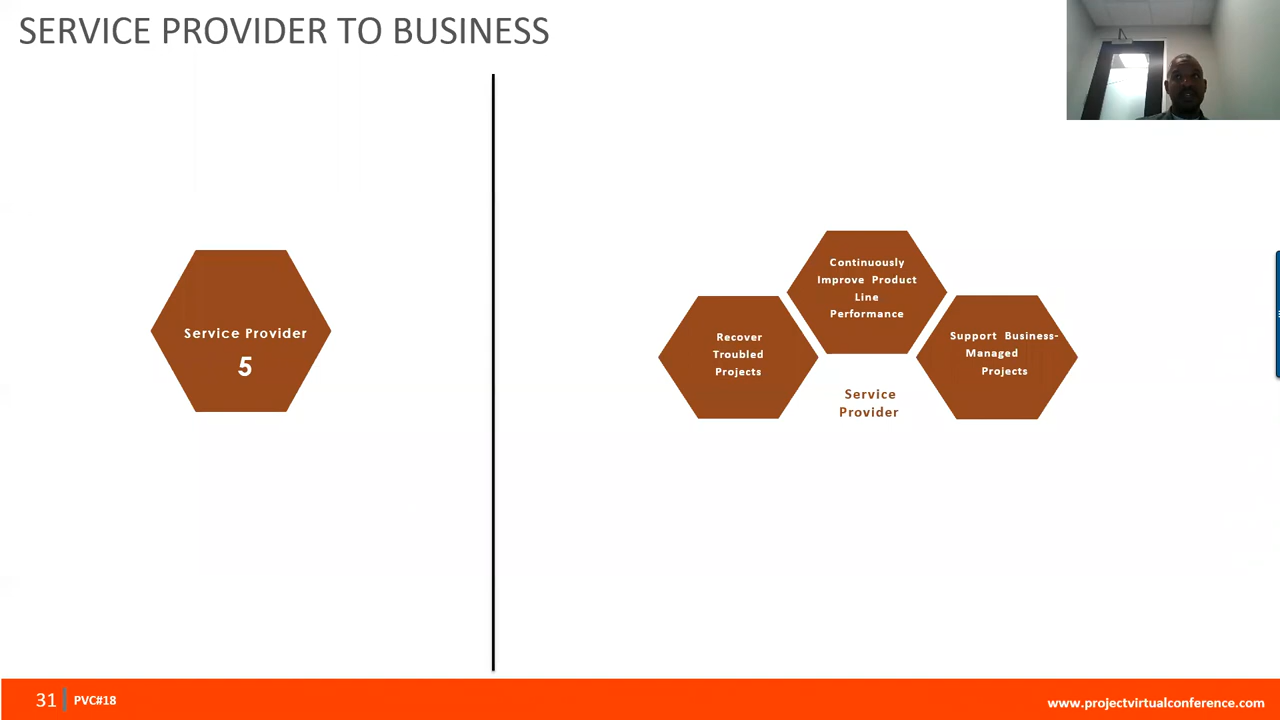 SERVICE PROVIDER TO BUSINESS
Service Provider
5
Continuously
Improve Product
Line
Performance
Recover
Troubled
Projects
Support Business-
Managed
Projects
Service
Provider
31
PVC#18
www.projectvirtualconference.com